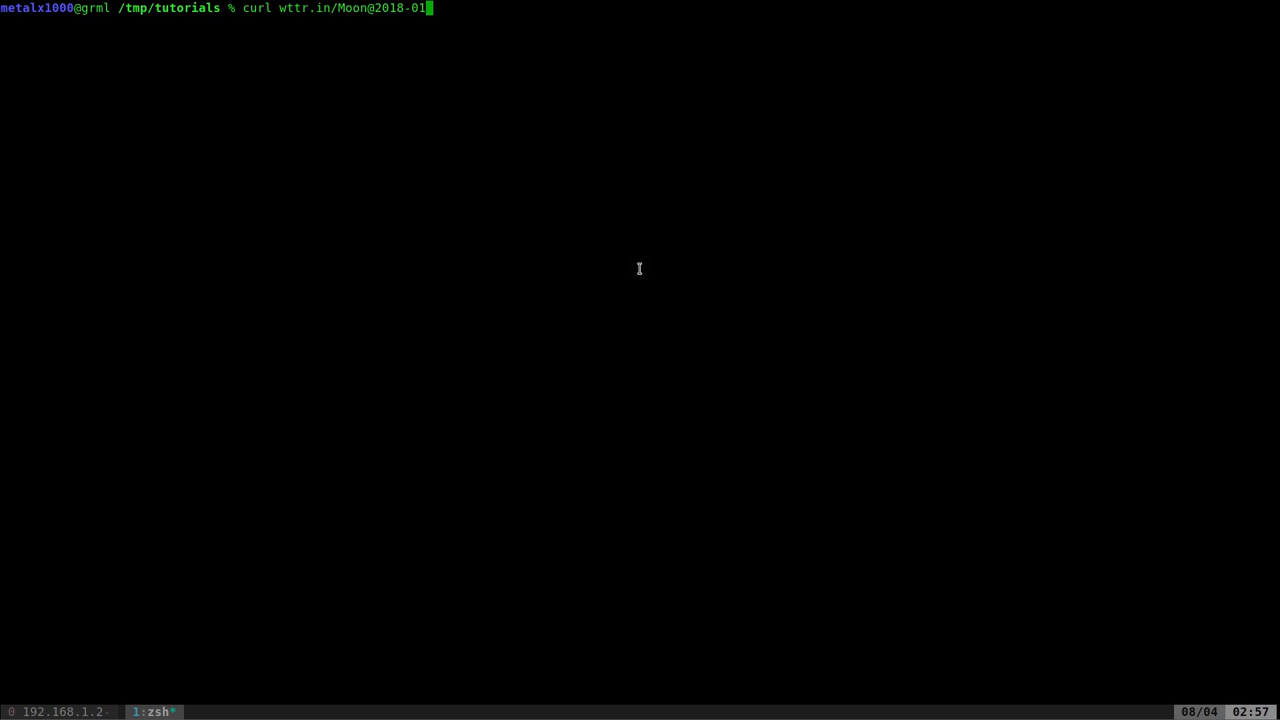 metalx1000@grml /tmp/tutorials % curl wttr.in/Moon@2018-01
0 192.168.1.2- 1:zsh* 08/04 02:57